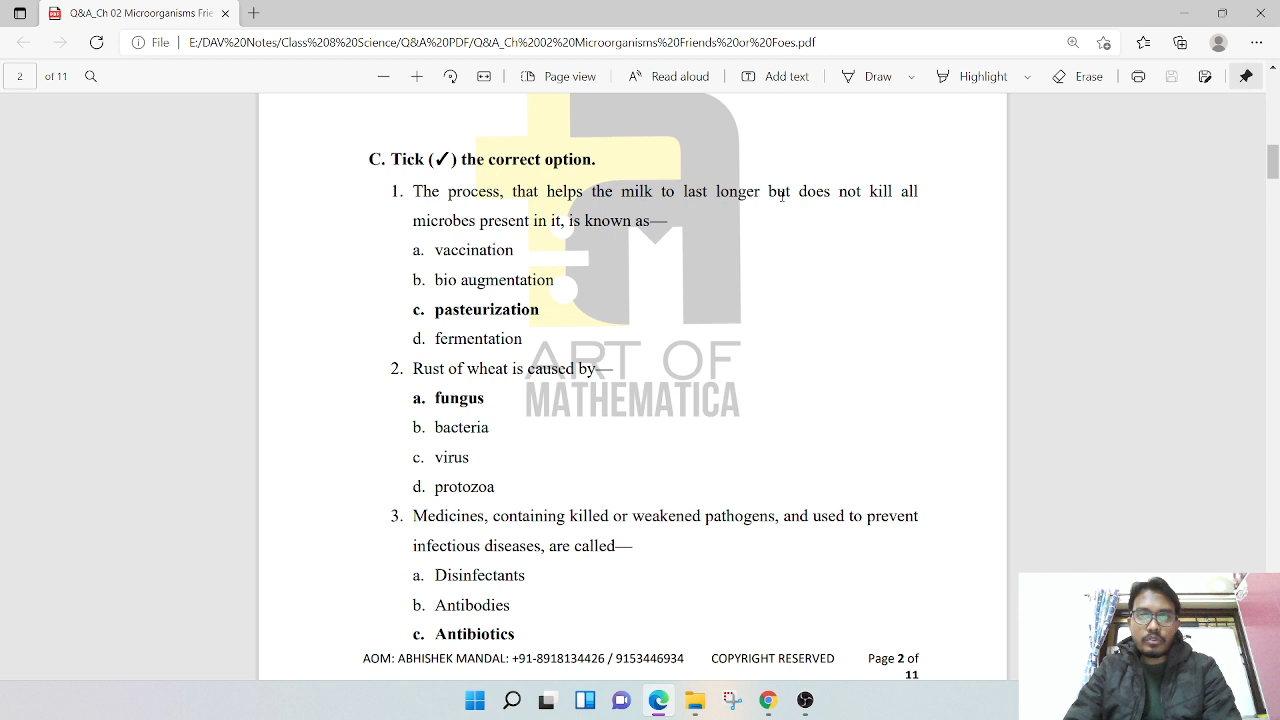 Q&A_Ch 02 Microorganisms Frie
File
E:/DAV%20Notes/Class%208%20Science/Q&A%20PDF/Q&A_Ch%2002%20Microorganisms%20Friends%20or%20Foes.pdf
2 of 11
Page view
Read aloud
Add text
Draw
Highlight
Erase
C. Tick (✓) the correct option.
1. The process, that helps the milk to last longer but does not kill all
microbes present in it, is known as—
a. vaccination
b. bio augmentation
c. pasteurization
d. fermentation
ART OF
2. Rust of wheat is caused by—
MATHEMATICA
a. fungus
b. bacteria
c. virus
d. protozoa
3. Medicines, containing killed or weakened pathogens, and used to prevent
infectious diseases, are called—
a. Disinfectants
b. Antibodies
c. Antibiotics
AOM: ABHISHEK MANDAL: +91-8918134426 / 9153446934 COPYRIGHT RESERVED Page 2 of
11